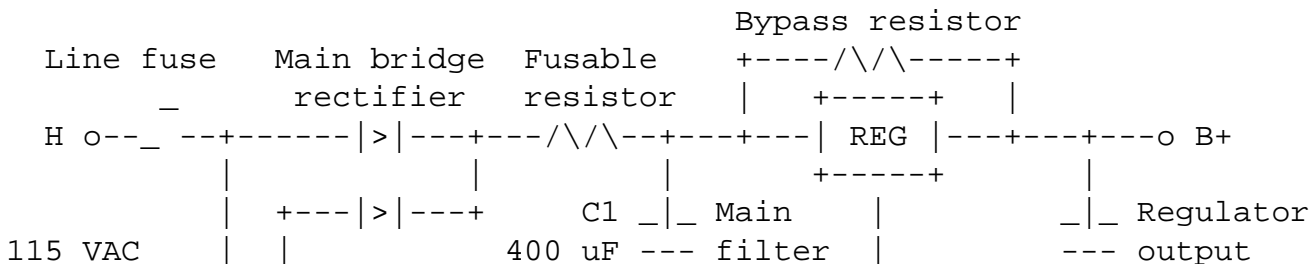 Bypass resistor
  Line fuse   Main bridge   Fusable     +----/\/\-----+
         _       rectifier   resistor    |    +-----+   |
  H o--_ --+------|>|---+---/\/\--+---+---| REG |---+---+---o B+
             |               |           |         +-----+           |
             |  +---|>|---+      C1 _|_ Main     |           _|_ Regulator
115 VAC      |  |             400 uF --- filter   |           --- output